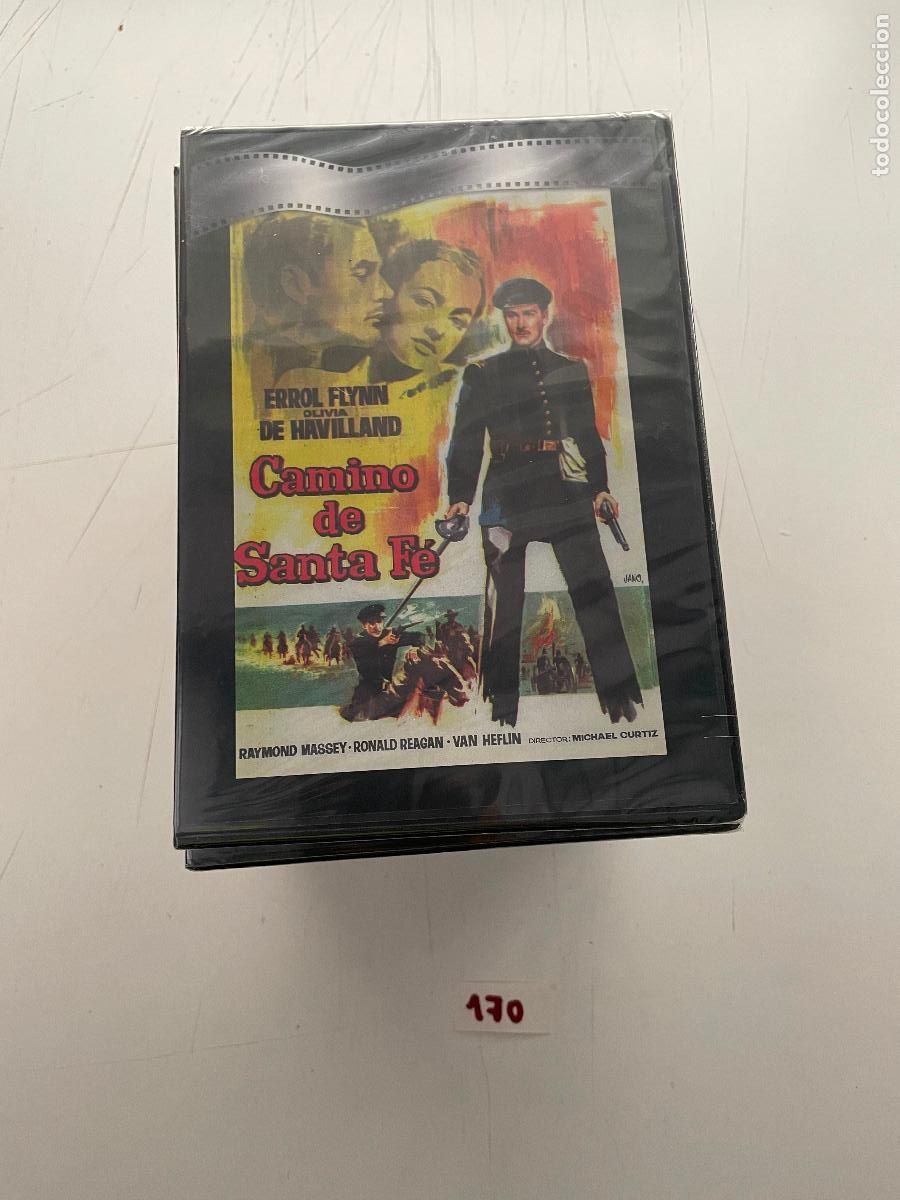 todocoleccion
ERROL FLYNN
OLIVIA
DE HAVILLAND
Camino
de
Santa Fé
JANO,
RAYMOND MASSEY · RONALD REAGAN · VAN HEFLIN DIRECTOR: MICHAEL CURTIZ
170